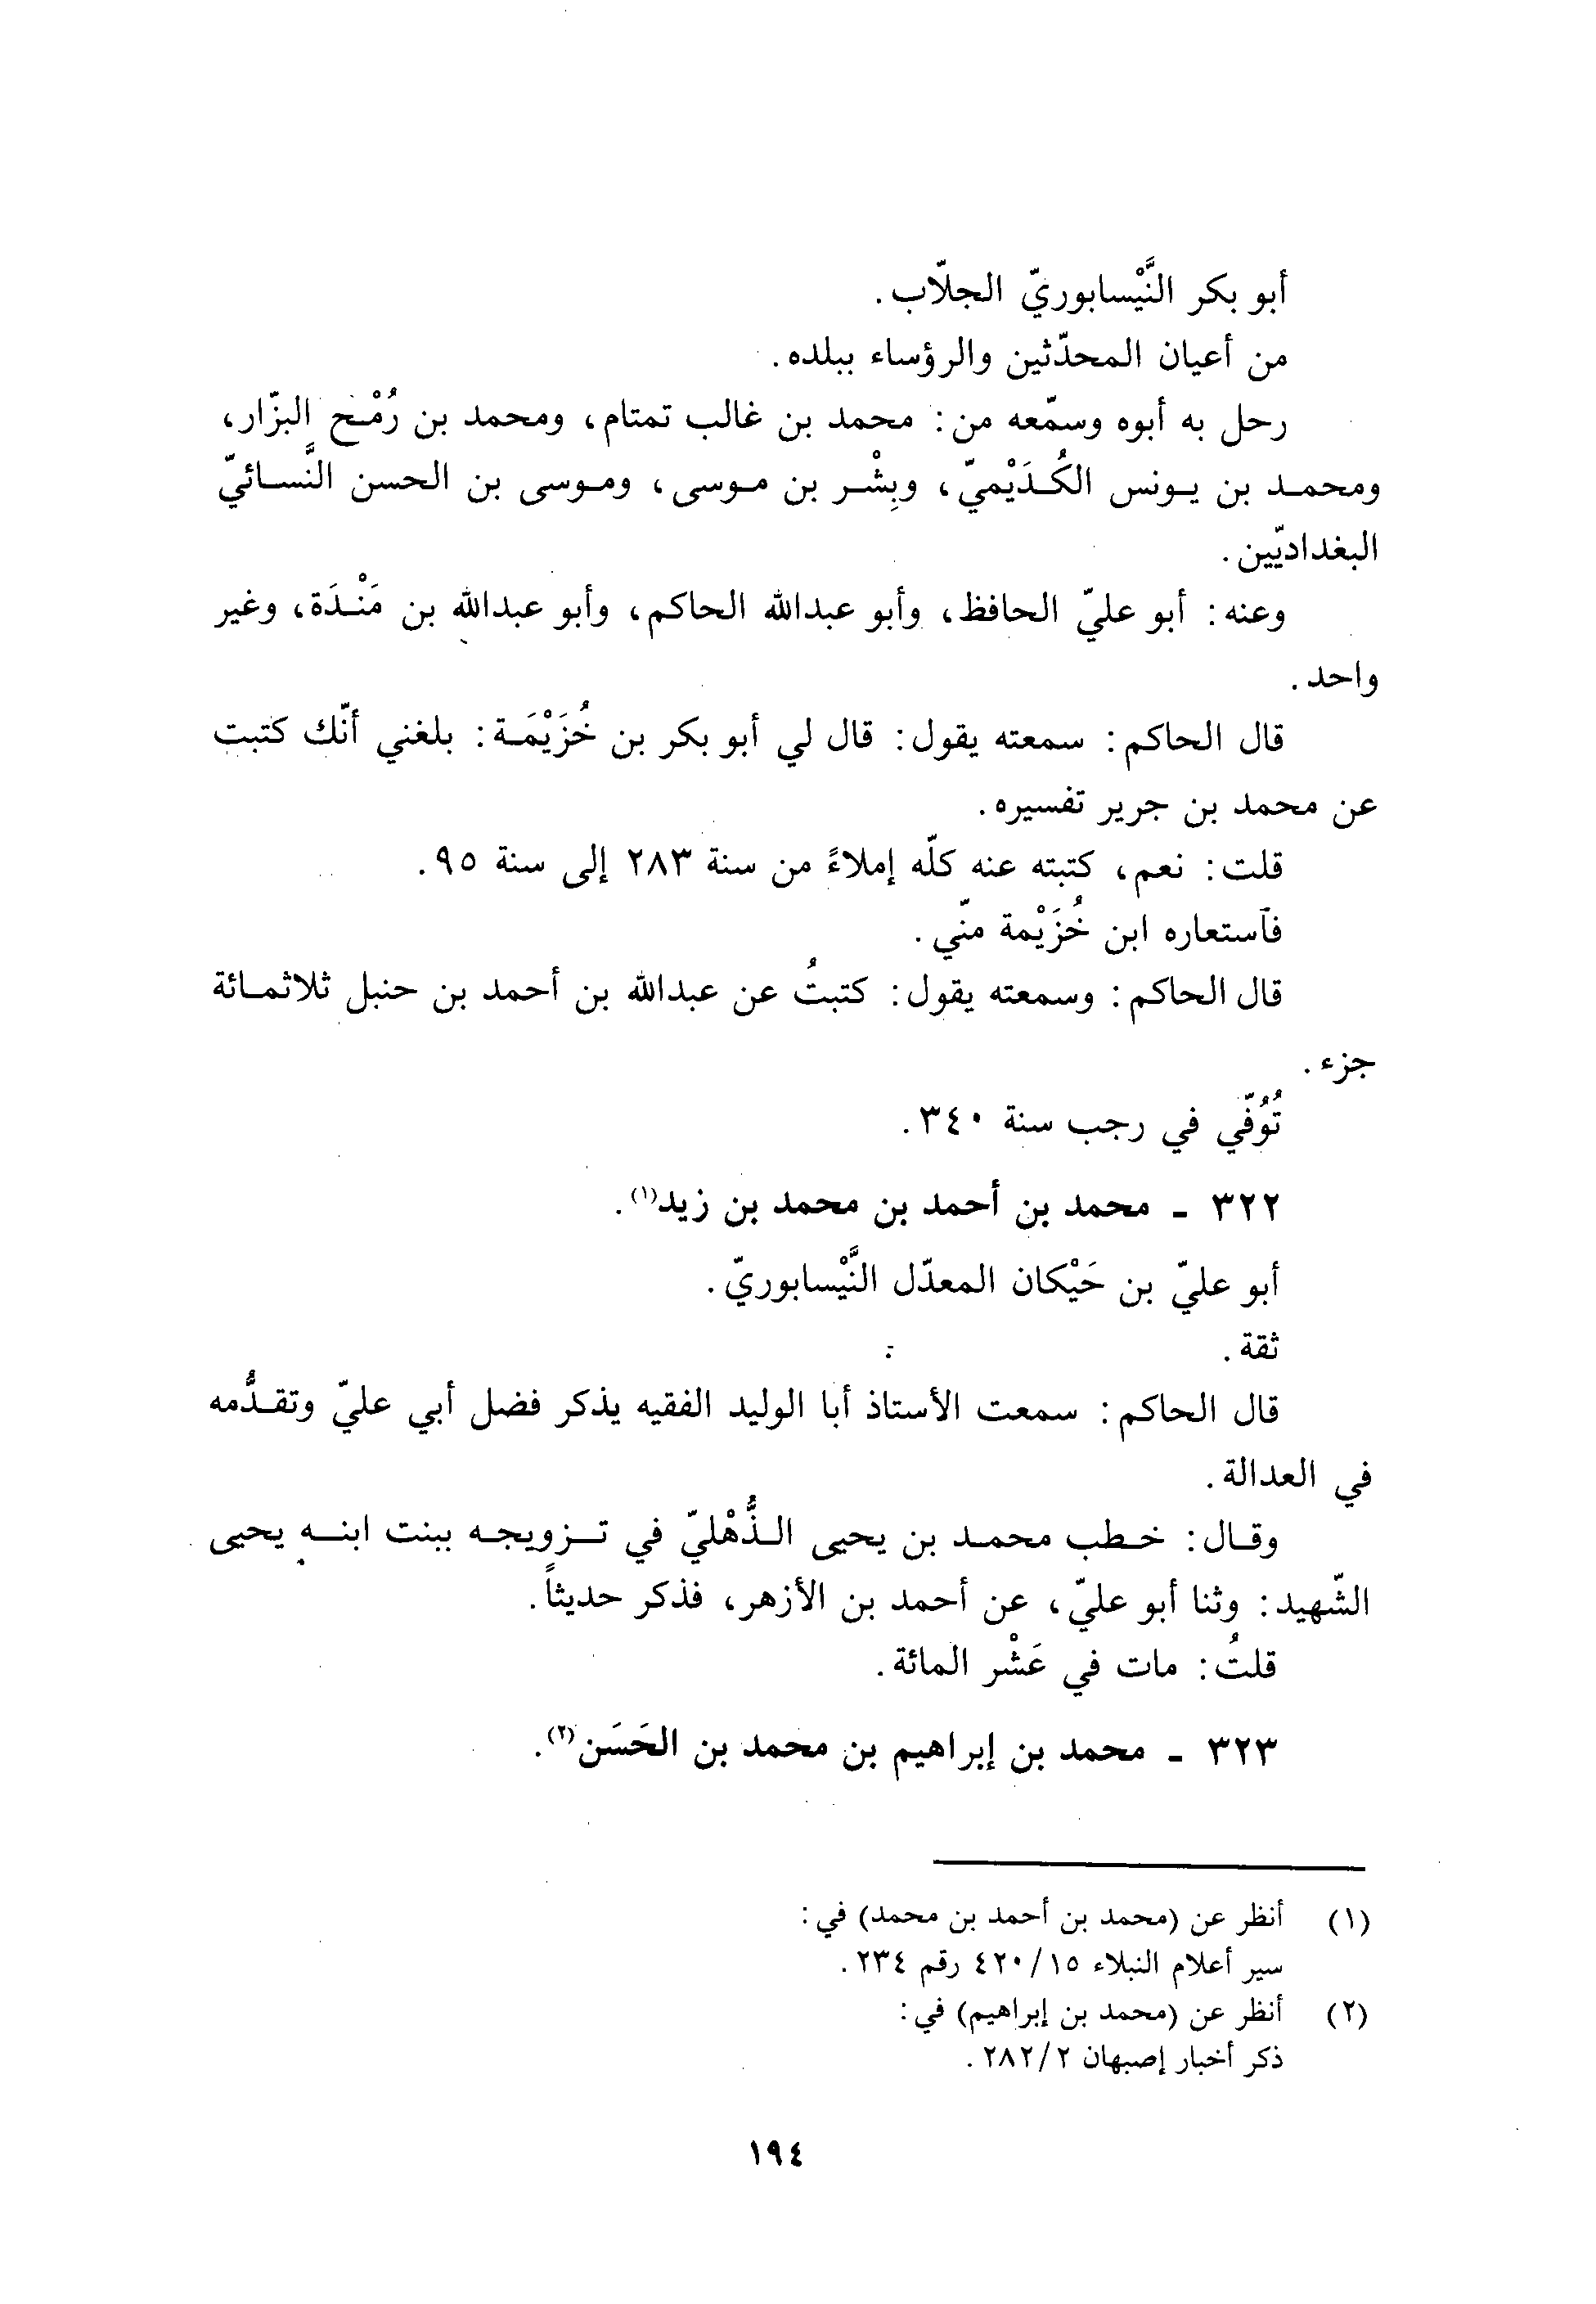 أبو بكر النَّيْسابوريّ الجلّاب.
من أعيان المحدّثين والرؤساء ببلده.
رحل به أبوه وسمّعه من: محمد بن غالب تمتام، ومحمد بن رُمْح البزّار،
ومحمد بن يونس الكُدَيْميّ، وبِشْر بن موسى، وموسى بن الحسن النَّسائيّ
البغداديّين.
وعنه: أبو عليّ الحافظ، وأبو عبدالله الحاكم، وأبو عبدالله بن مَنْدَة، وغير
واحد.
قال الحاكم: سمعته يقول: قال لي أبو بكر بن خُزَيْمَة: بلغني أنّك كتبت
عن محمد بن جرير تفسيره.
قلت: نعم، كتبته عنه كلّه إملاءً من سنة ٢٨٣ إلى سنة ٩٥.
فآستعاره ابن خُزَيْمة منّي.
قال الحاكم: وسمعته يقول: كتبتُ عن عبدالله بن أحمد بن حنبل ثلاثمائة
جزء.
تُوُفّي في رجب سنة ٣٤٠.
٣٢٢ - محمد بن أحمد بن محمد بن زيد(١).
أبو عليّ بن حَيْكان المعدّل النَّيْسابوريّ.
ثقة.
قال الحاكم: سمعت الأستاذ أبا الوليد الفقيه يذكر فضل أبي عليّ وتقدُّمه
في العدالة.
وقال: خطب محمد بن يحيى الذُّهْليّ في تزويجه ببنت ابنه يحيى
الشّهيد: وثنا أبو عليّ، عن أحمد بن الأزهر، فذكر حديثاً.
قلتُ: مات في عَشْر المائة.
٣٢٣ - محمد بن إبراهيم بن محمد بن الحَسَن(٢).
(١) أنظر عن (محمد بن أحمد بن محمد) في:
سير أعلام النبلاء ٤٢٠/١٥ رقم ٢٣٤.
(٢) أنظر عن (محمد بن إبراهيم) في:
ذكر أخبار إصبهان ٢٨٢/٢.
١٩٤